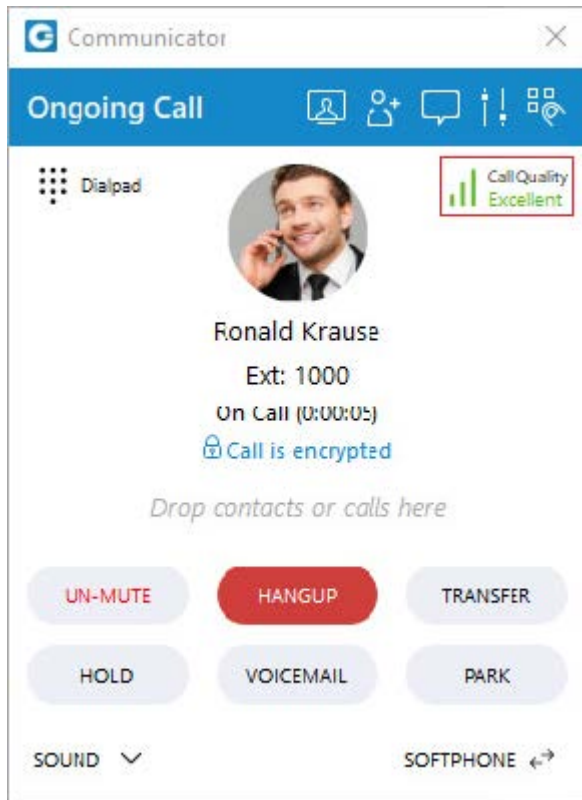 Communicator
Ongoing Call
Dialpad
Call Quality
Excellent
Ronald Krause
Ext: 1000
On Call (0:00:05)
Call is encrypted
Drop contacts or calls here
UN-MUTE HANGUP TRANSFER
HOLD VOICEMAIL PARK
SOUND SOFTPHONE